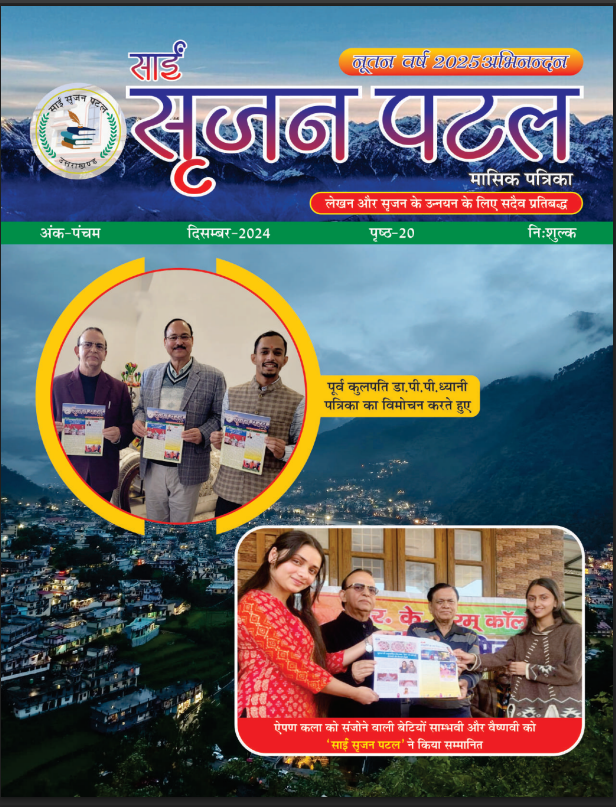 साईं
नूतन वर्ष 2025 अभिनन्दन
सृजन पटल
साईं सृजन पटल
उत्तराखण्ड
मासिक पत्रिका
लेखन और सृजन के उन्नयन के लिए सदैव प्रतिबद्ध
अंक-पंचम दिसम्बर-2024 पृष्ठ-20 नि:शुल्क
पूर्व कुलपति डा.पी.पी.ध्यानी
पत्रिका का विमोचन करते हुए
र. के. रम् कॉल
ऐपण कला को संजोने वाली बेटियों साम्भवी और वैष्णवी को
'साईं सृजन पटल' ने किया सम्मानित